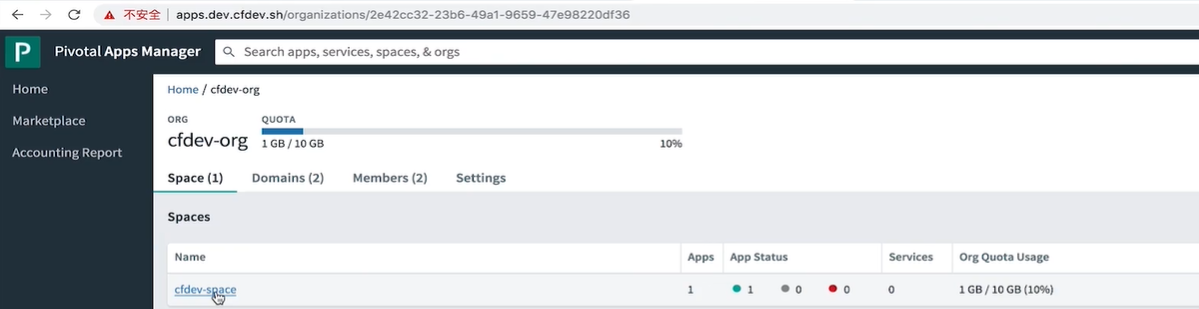 不安全 apps.dev.cfdev.sh/organizations/2e42cc32-23b6-49a1-9659-47e98220df36
P Pivotal Apps Manager Search apps, services, spaces, & orgs
Home
Marketplace
Accounting Report
Home / cfdev-org
ORG QUOTA
cfdev-org 1 GB / 10 GB 10%
Space (1) Domains (2) Members (2) Settings
Spaces
Name Apps App Status Services Org Quota Usage
cfdev-space 1 1 0 0 0 1 GB / 10 GB (10%)